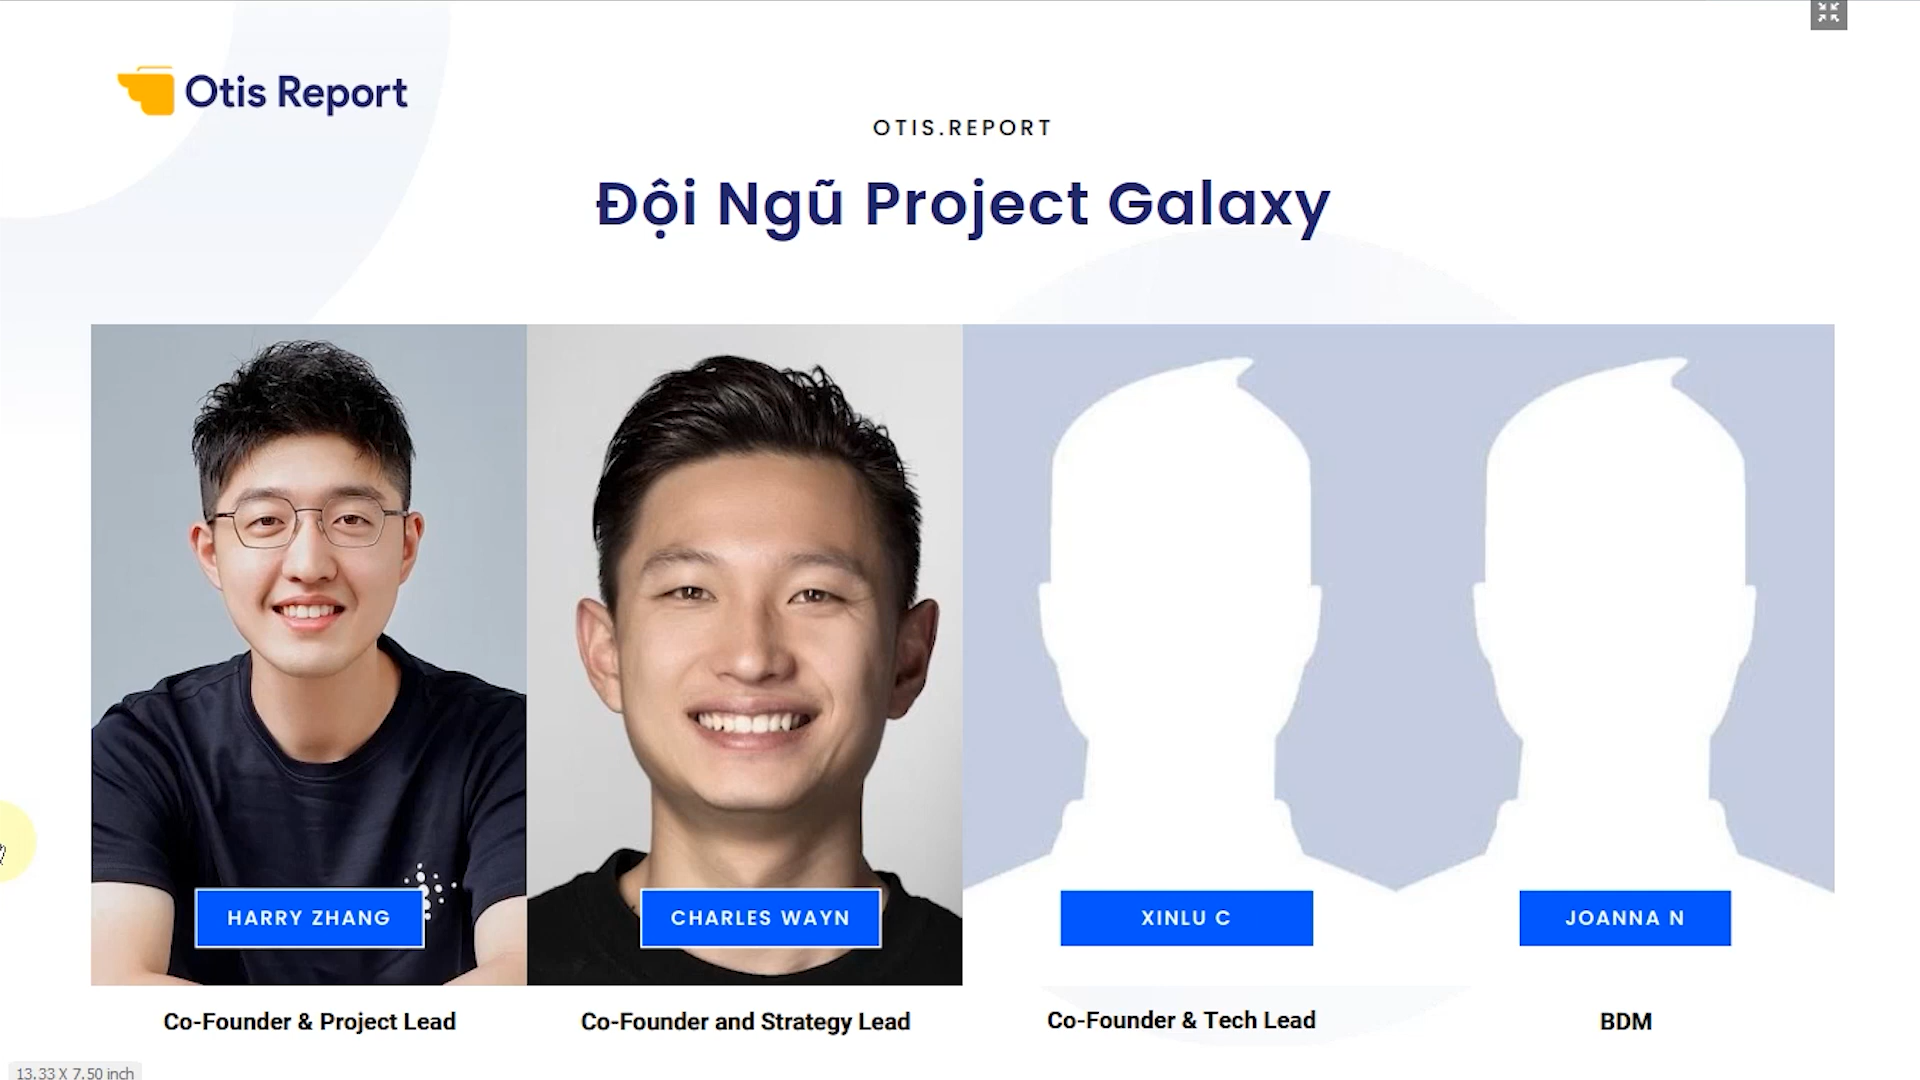 Otis Report
OTIS.REPORT
Đội Ngũ Project Galaxy
HARRY ZHANG
CHARLES WAYN
XINLU C
JOANNA N
Co-Founder & Project Lead
Co-Founder and Strategy Lead
Co-Founder & Tech Lead
BDM
13.33 X 7.50 inch